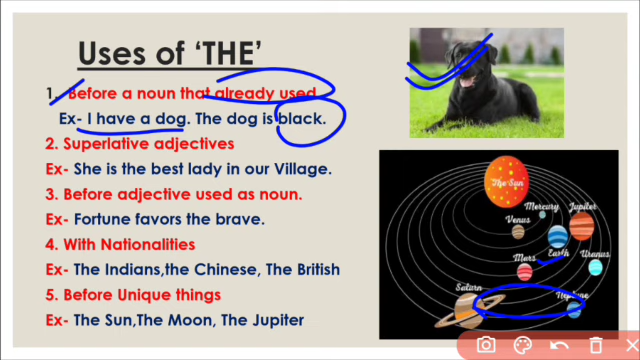 Uses of ‘THE’
1. Before a noun that already used
Ex- I have a dog. The dog is black.
2. Superlative adjectives
Ex- She is the best lady in our Village.
3. Before adjective used as noun.
Ex- Fortune favors the brave.
4. With Nationalities
Ex- The Indians,the Chinese, The British
5. Before Unique things
Ex- The Sun,The Moon, The Jupiter
The Sun
Mercury
Jupiter
Venus
Earth
Uranus
Mars
Saturn
Neptune